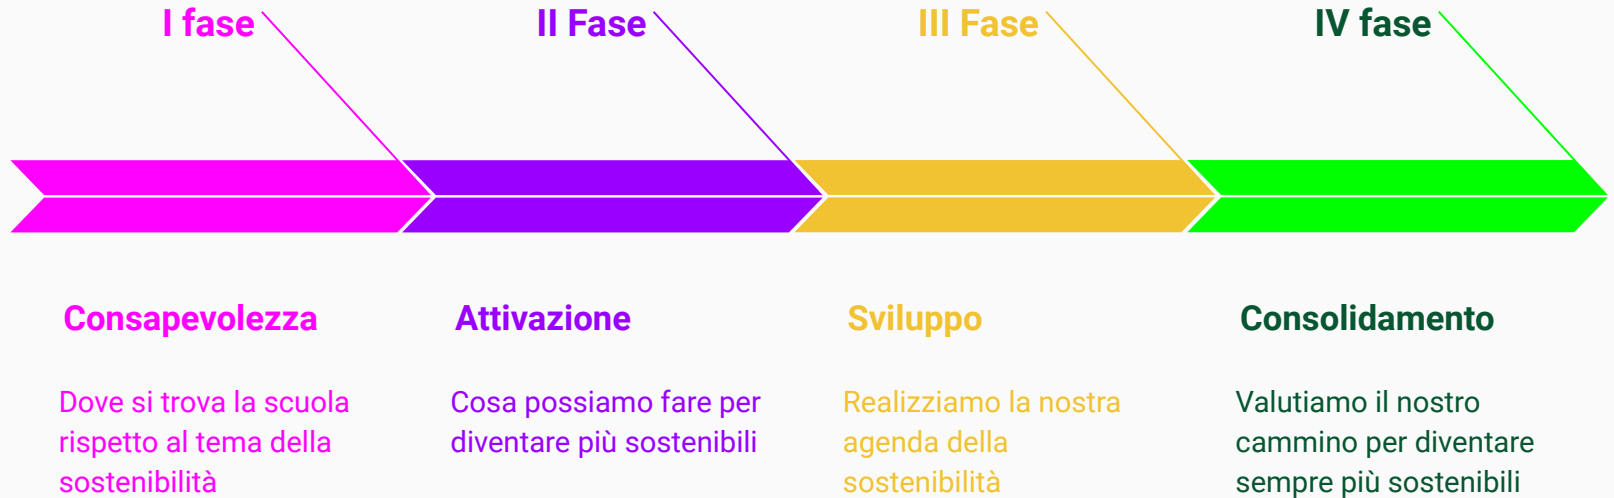 I fase
II Fase
III Fase
IV fase
Consapevolezza
Dove si trova la scuola
rispetto al tema della
sostenibilità
Attivazione
Cosa possiamo fare per
diventare più sostenibili
Sviluppo
Realizziamo la nostra
agenda della
sostenibilità
Consolidamento
Valutiamo il nostro
cammino per diventare
sempre più sostenibili